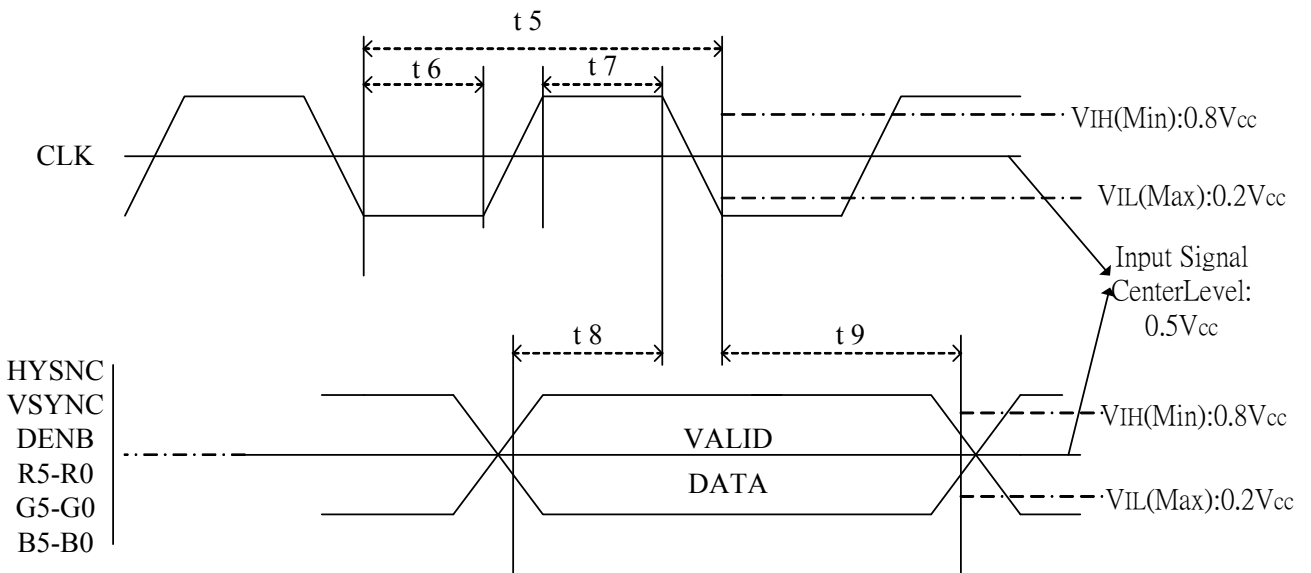 t 5
t 6
t 7
VIH(Min):0.8Vcc
CLK
VIL(Max):0.2Vcc
Input Signal
CenterLevel:
0.5Vcc
t 8
t 9
HYSNC
VSYNC
DENB
R5-R0
G5-G0
B5-B0
VALID
DATA
VIH(Min):0.8Vcc
VIL(Max):0.2Vcc